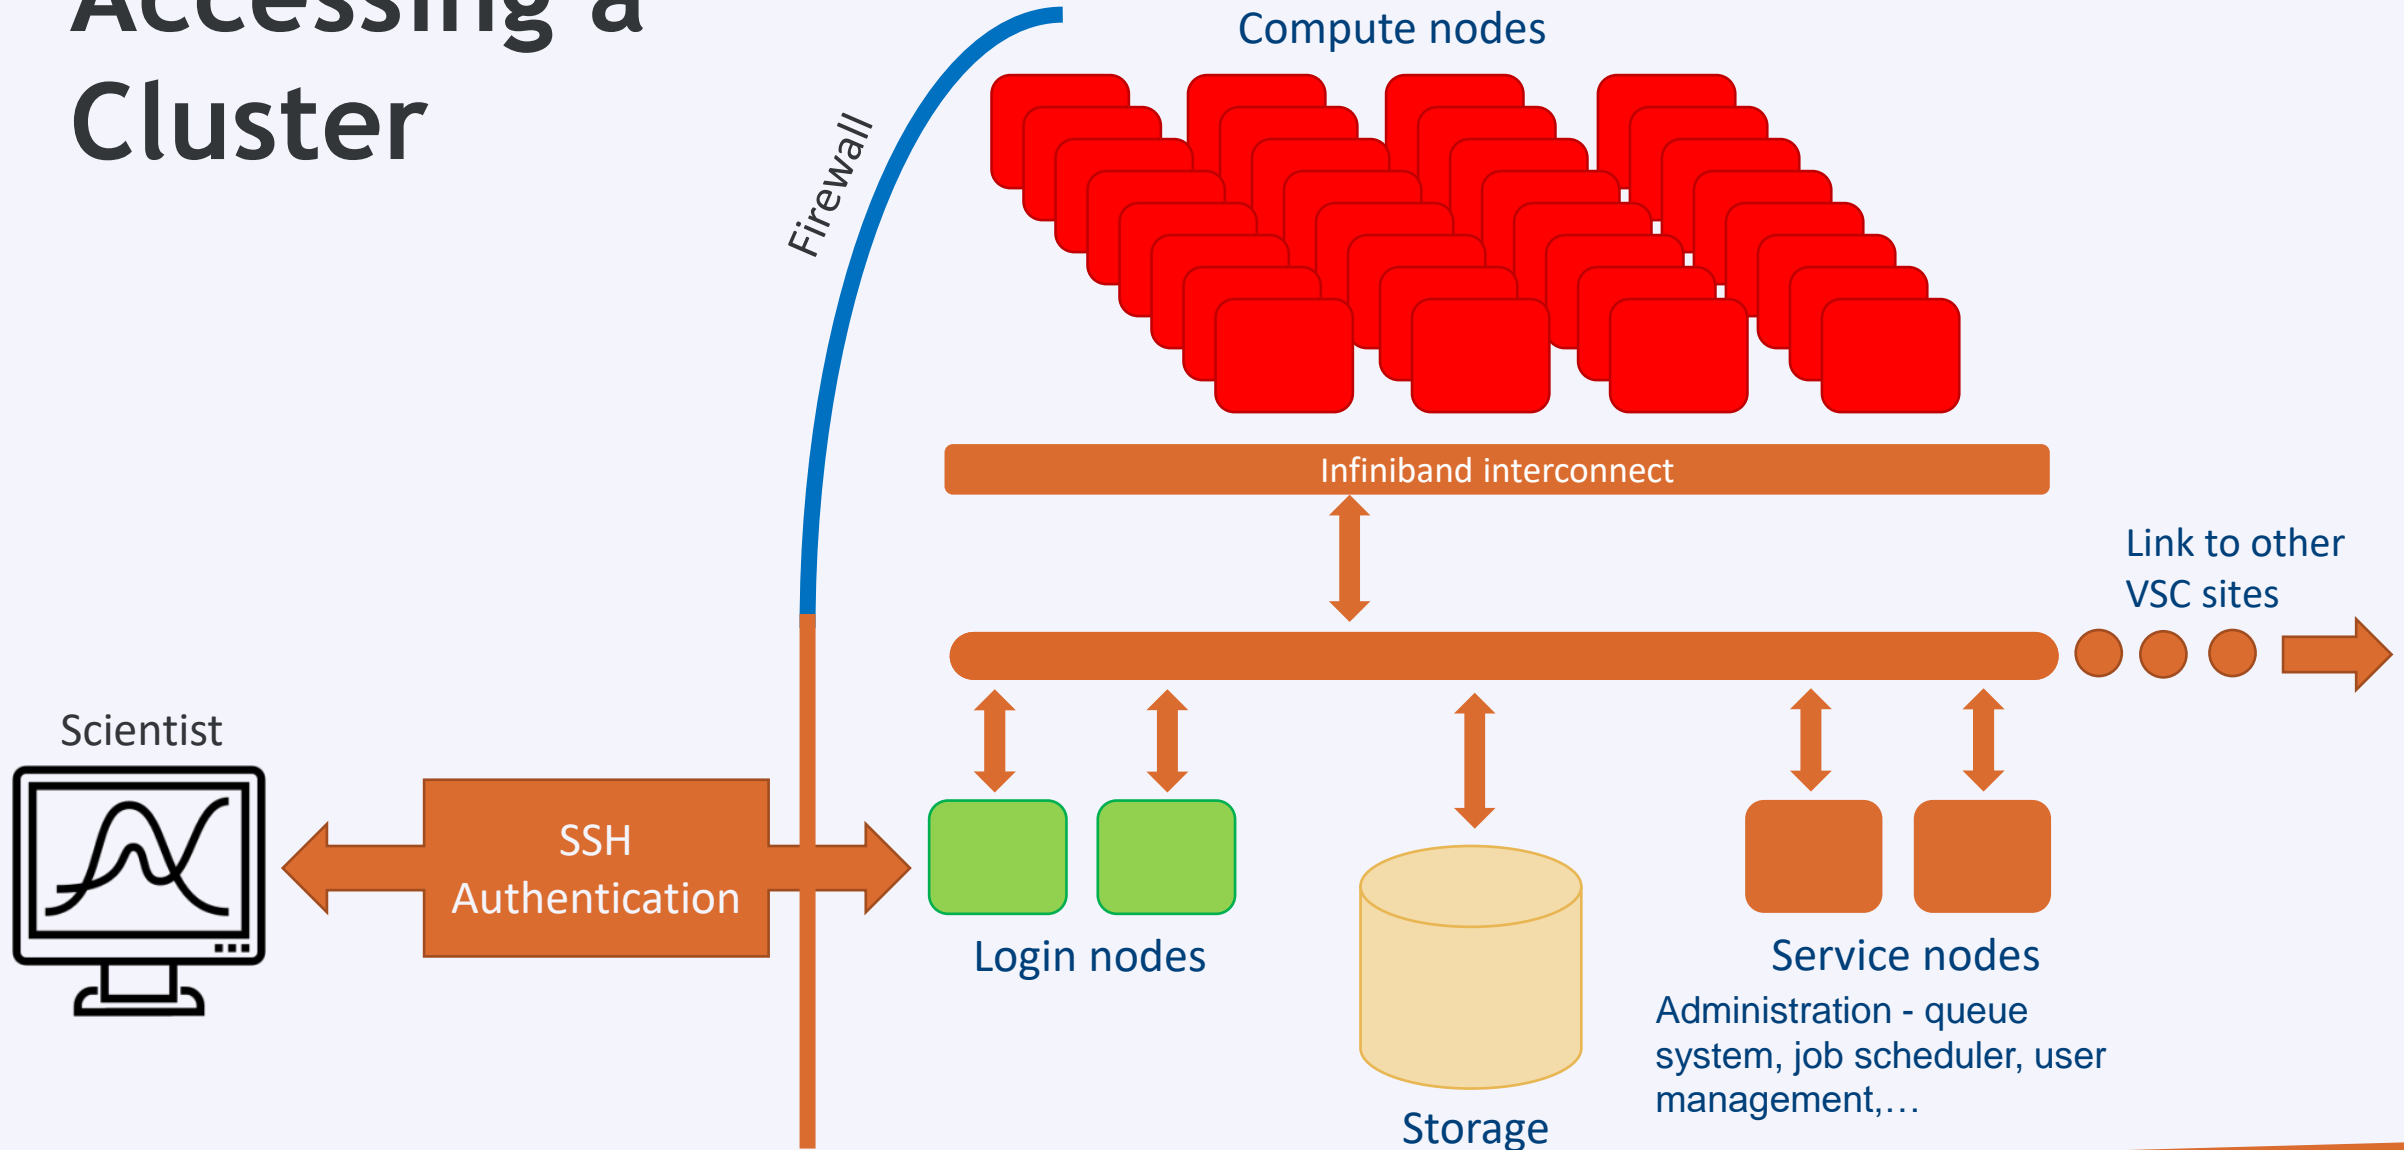 Accessing a
Cluster
Compute nodes
Firewall
Infiniband interconnect
Link to other
VSC sites
Scientist
SSH
Authentication
Login nodes
Service nodes
Administration - queue
system, job scheduler, user
management,…
Storage